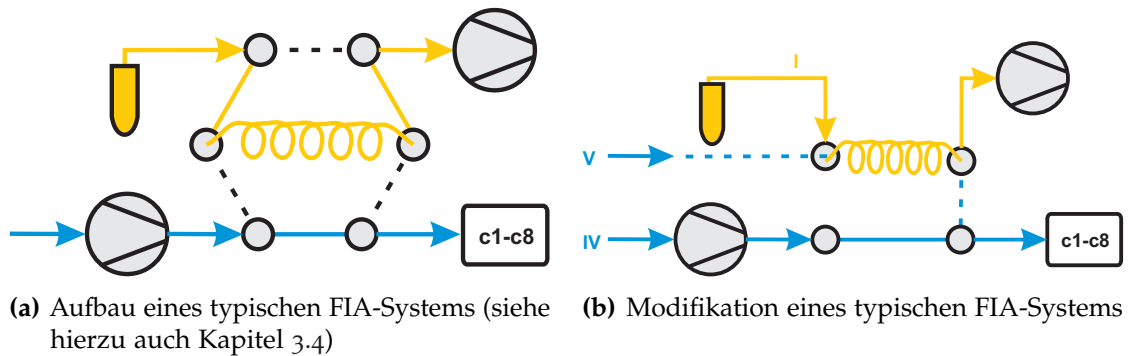 I
V
IV
c1-c8
c1-c8
(a) Aufbau eines typischen FIA-Systems (siehe
hierzu auch Kapitel 3.4)
(b) Modifikation eines typischen FIA-Systems